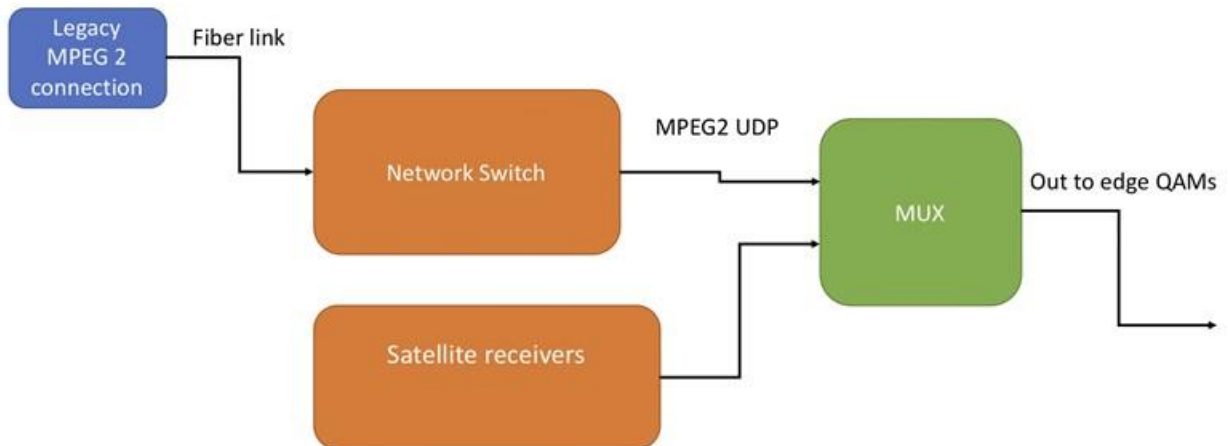 Legacy
MPEG 2
connection
Fiber link
Network Switch
MPEG2 UDP
MUX
Out to edge QAMs
Satellite receivers